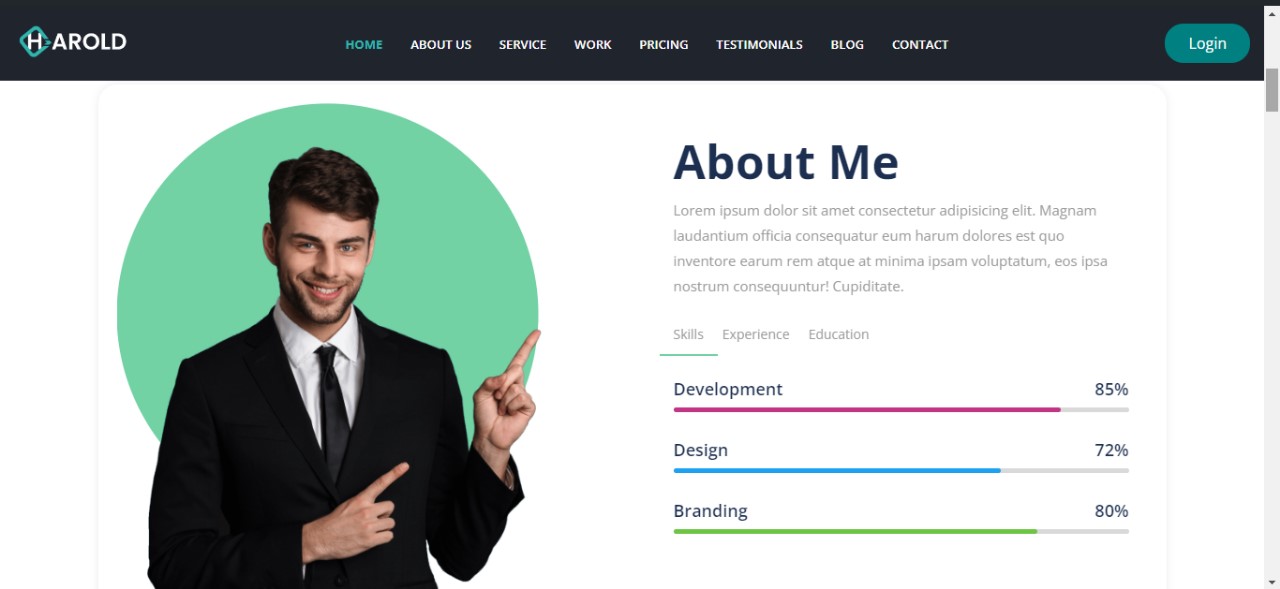 HAROLD
HOME ABOUT US SERVICE WORK PRICING TESTIMONIALS BLOG CONTACT
Login
About Me
Lorem ipsum dolor sit amet consectetur adipisicing elit. Magnam
laudantium officia consequatur eum harum dolores est quo
inventore earum rem atque at minima ipsam voluptatum, eos ipsa
nostrum consequuntur! Cupiditate.
Skills Experience Education
Development 85%
Design 72%
Branding 80%